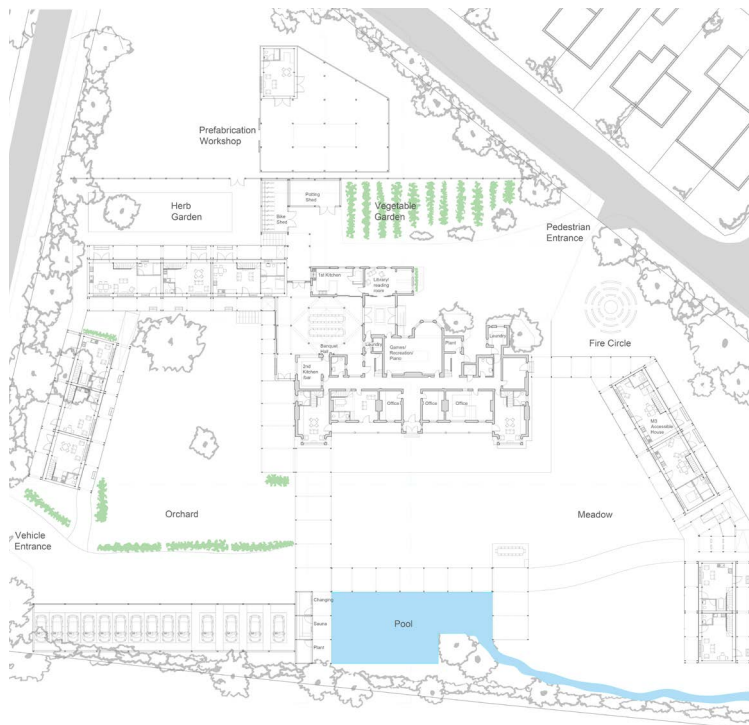 Prefabrication
Workshop
Herb
Garden
Bike
Shed
Potting
Shed
Vegetable
Garden
Pedestrian
Entrance
1st Kitchen
Library/
reading
room
Fire Circle
Banquet
Hall
Laundry
Games/
Recreation/
Piano
Plant
Laundry
2nd
Kitchen
/bar
Office
Office
Office
M3
Accessible
House
Orchard
Meadow
Vehicle
Entrance
Changing
Sauna
Plant
Pool